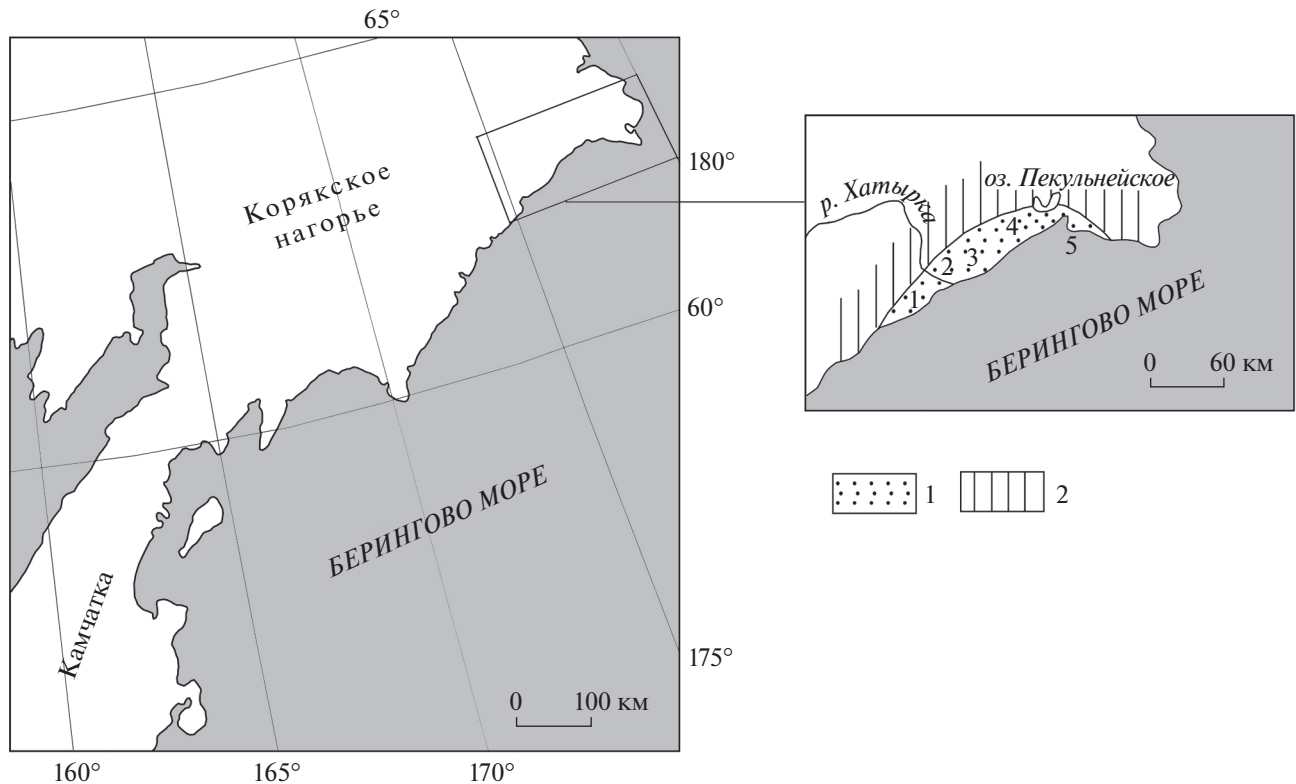 65°
Корякское
нагорье
180°
60°
175°
БЕРИНГОВО МОРЕ
Камчатка
0 100 км
160° 165° 170°
р. Хатырка
оз. Пекульнейское
1
2
3
4
5
БЕРИНГОВО МОРЕ
0 60 км
1 2